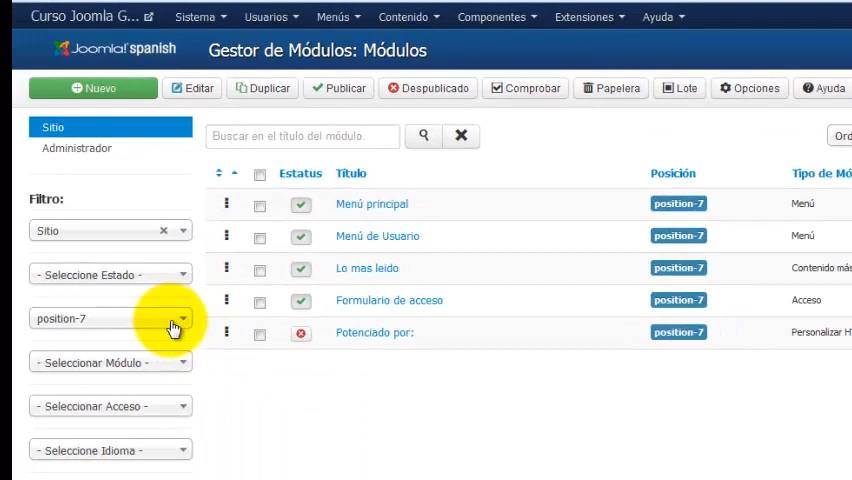 Curso Joomla G... Sistema Usuarios Menús Contenido Componentes Extensiones Ayuda
Joomla! spanish Gestor de Módulos: Módulos
Nuevo Editar Duplicar Publicar Despublicado Comprobar Papelera Lote Opciones Ayuda
Sitio
Administrador
Buscar en el título del módulo.
Ord
Estatus Título Posición Tipo de Mó
Filtro:
Menú principal position-7 Menú
Sitio
Menú de Usuario position-7 Menú
- Seleccione Estado -
Lo mas leido position-7 Contenido más
position-7
Formulario de acceso position-7 Acceso
Potenciado por: position-7 Personalizar H
- Seleccionar Módulo -
- Seleccionar Acceso -
- Seleccione Idioma -